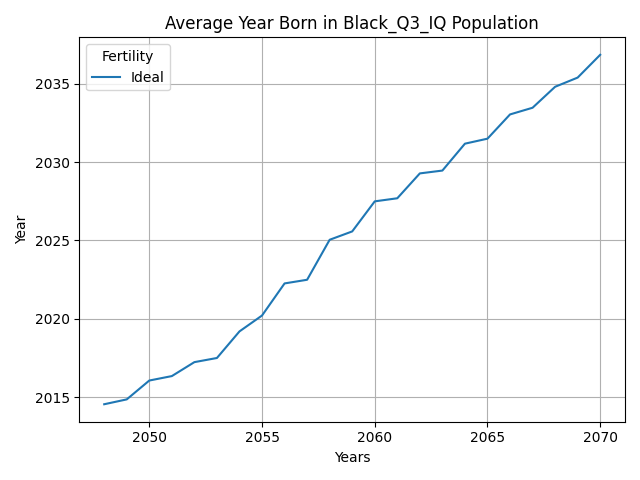 Average Year Born in Black_Q3_IQ Population
Fertility
Ideal
Year
2035
2030
2025
2020
2015
2050 2055 2060 2065 2070
Years